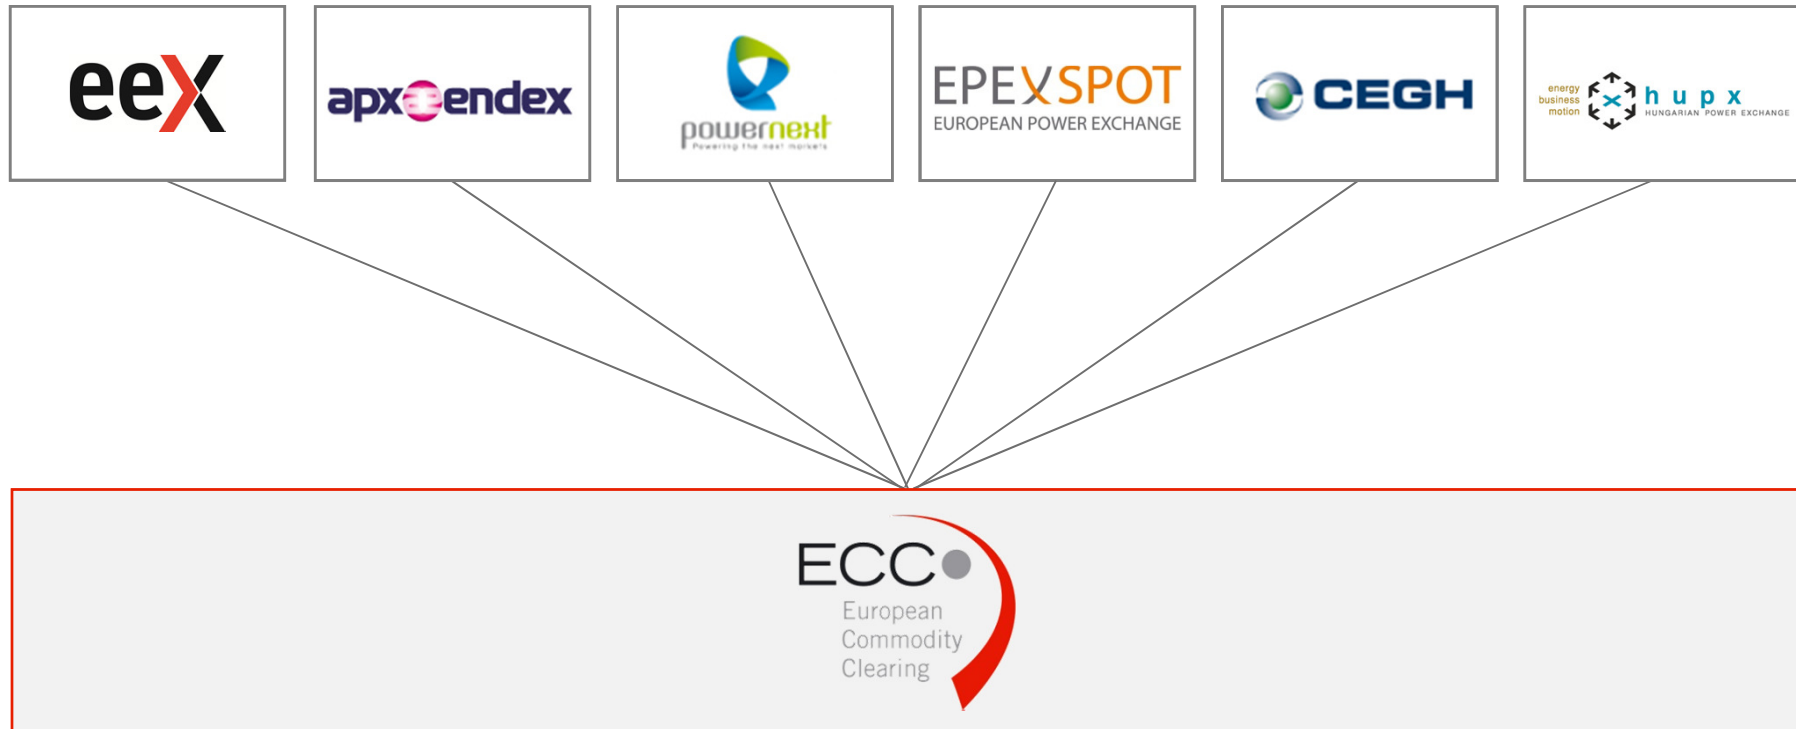 eex
apx endex
powernext
Powering the next markets
EPEXSPOT
EUROPEAN POWER EXCHANGE
CEGH
energy
business
motion
hupx
HUNGARIAN POWER EXCHANGE
ECC
European
Commodity
Clearing